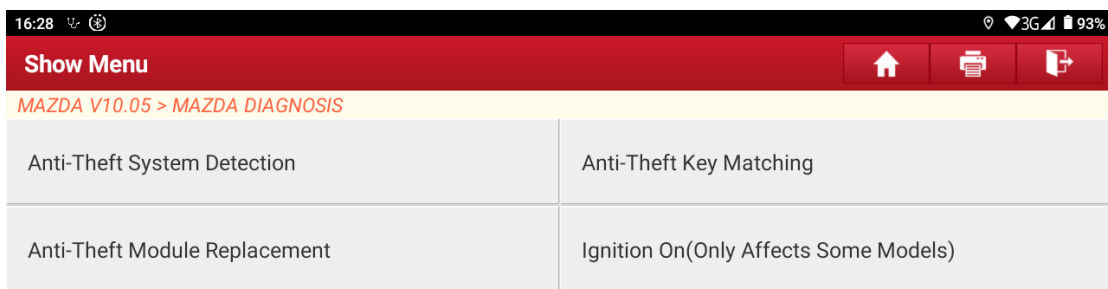 16:28 3G 93%
Show Menu
MAZDA V10.05 > MAZDA DIAGNOSIS
Anti-Theft System Detection
Anti-Theft Key Matching
Anti-Theft Module Replacement
Ignition On(Only Affects Some Models)